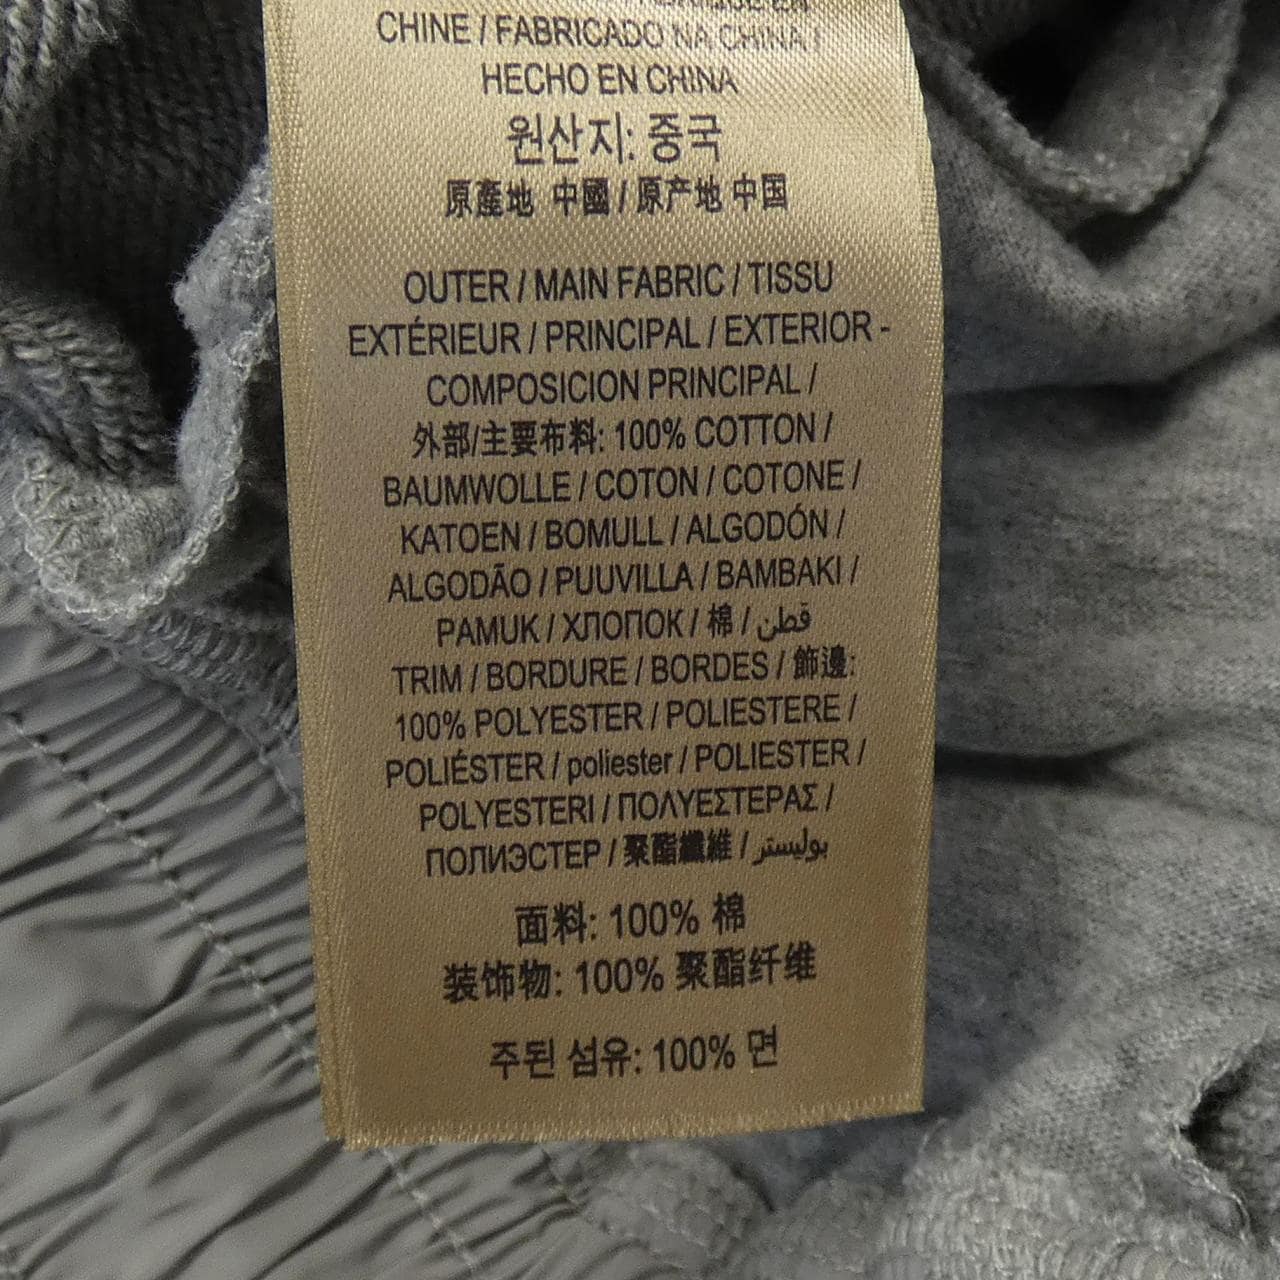 CHINE / FABRICADO NA CHINA /
HECHO EN CHINA
원산지: 중국
原產地 中國 / 原产地 中国
OUTER / MAIN FABRIC / TISSU
EXTÉRIEUR / PRINCIPAL / EXTERIOR -
COMPOSICION PRINCIPAL /
外部/主要布料: 100% COTTON /
BAUMWOLLE / COTON / COTONE /
KATOEN / BOMULL / ALGODÓN /
ALGODÃO / PUUVILLA / BAMBAKI /
PAMUK / ХЛОПОК / 棉 / قطن
TRIM / BORDURE / BORDES / 飾邊:
100% POLYESTER / POLIESTERE /
POLIÉSTER / poliester / POLIESTER /
POLYESTERI / ΠΟΛΥΕΣΤΕΡΑΣ /
ПОЛИЭСТЕР / 聚酯纖維 / بوليستر
面料: 100% 棉
装饰物: 100% 聚酯纤维
주된 섬유: 100% 면